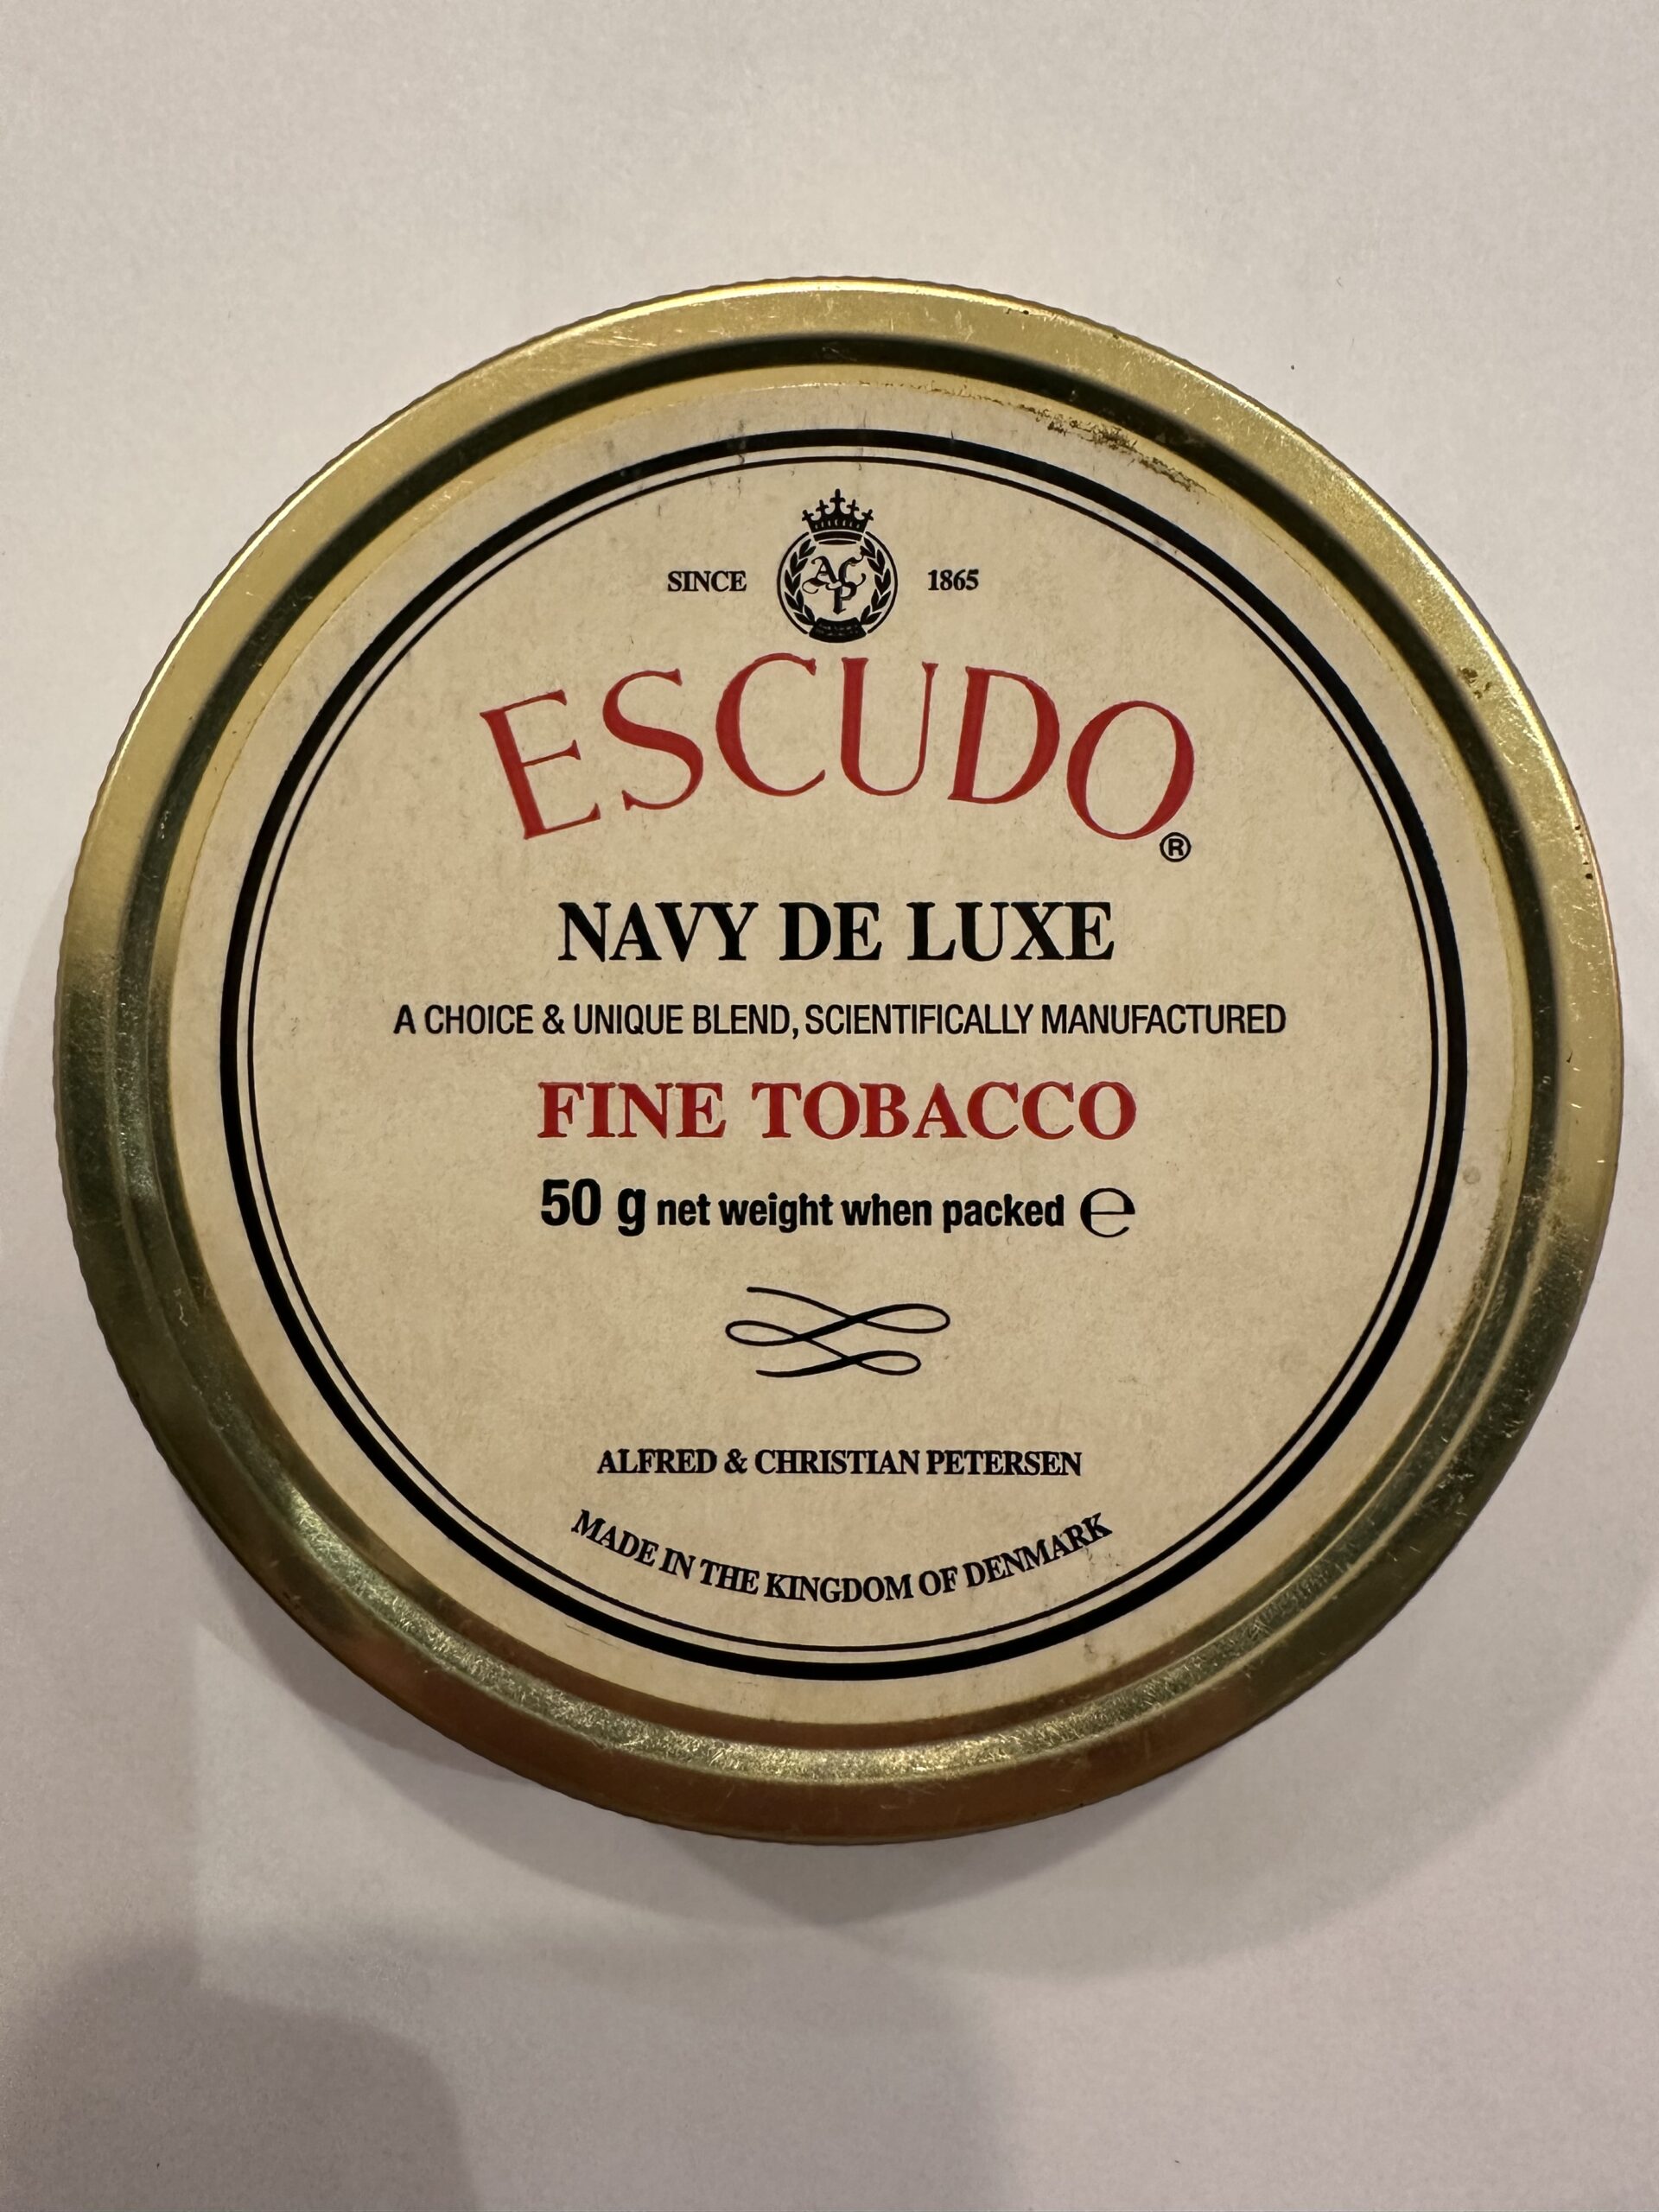 SINCE ACP 1865
ESCUDO®
NAVY DE LUXE
A CHOICE & UNIQUE BLEND, SCIENTIFICALLY MANUFACTURED
FINE TOBACCO
50 g net weight when packed ℮
ALFRED & CHRISTIAN PETERSEN
MADE IN THE KINGDOM OF DENMARK